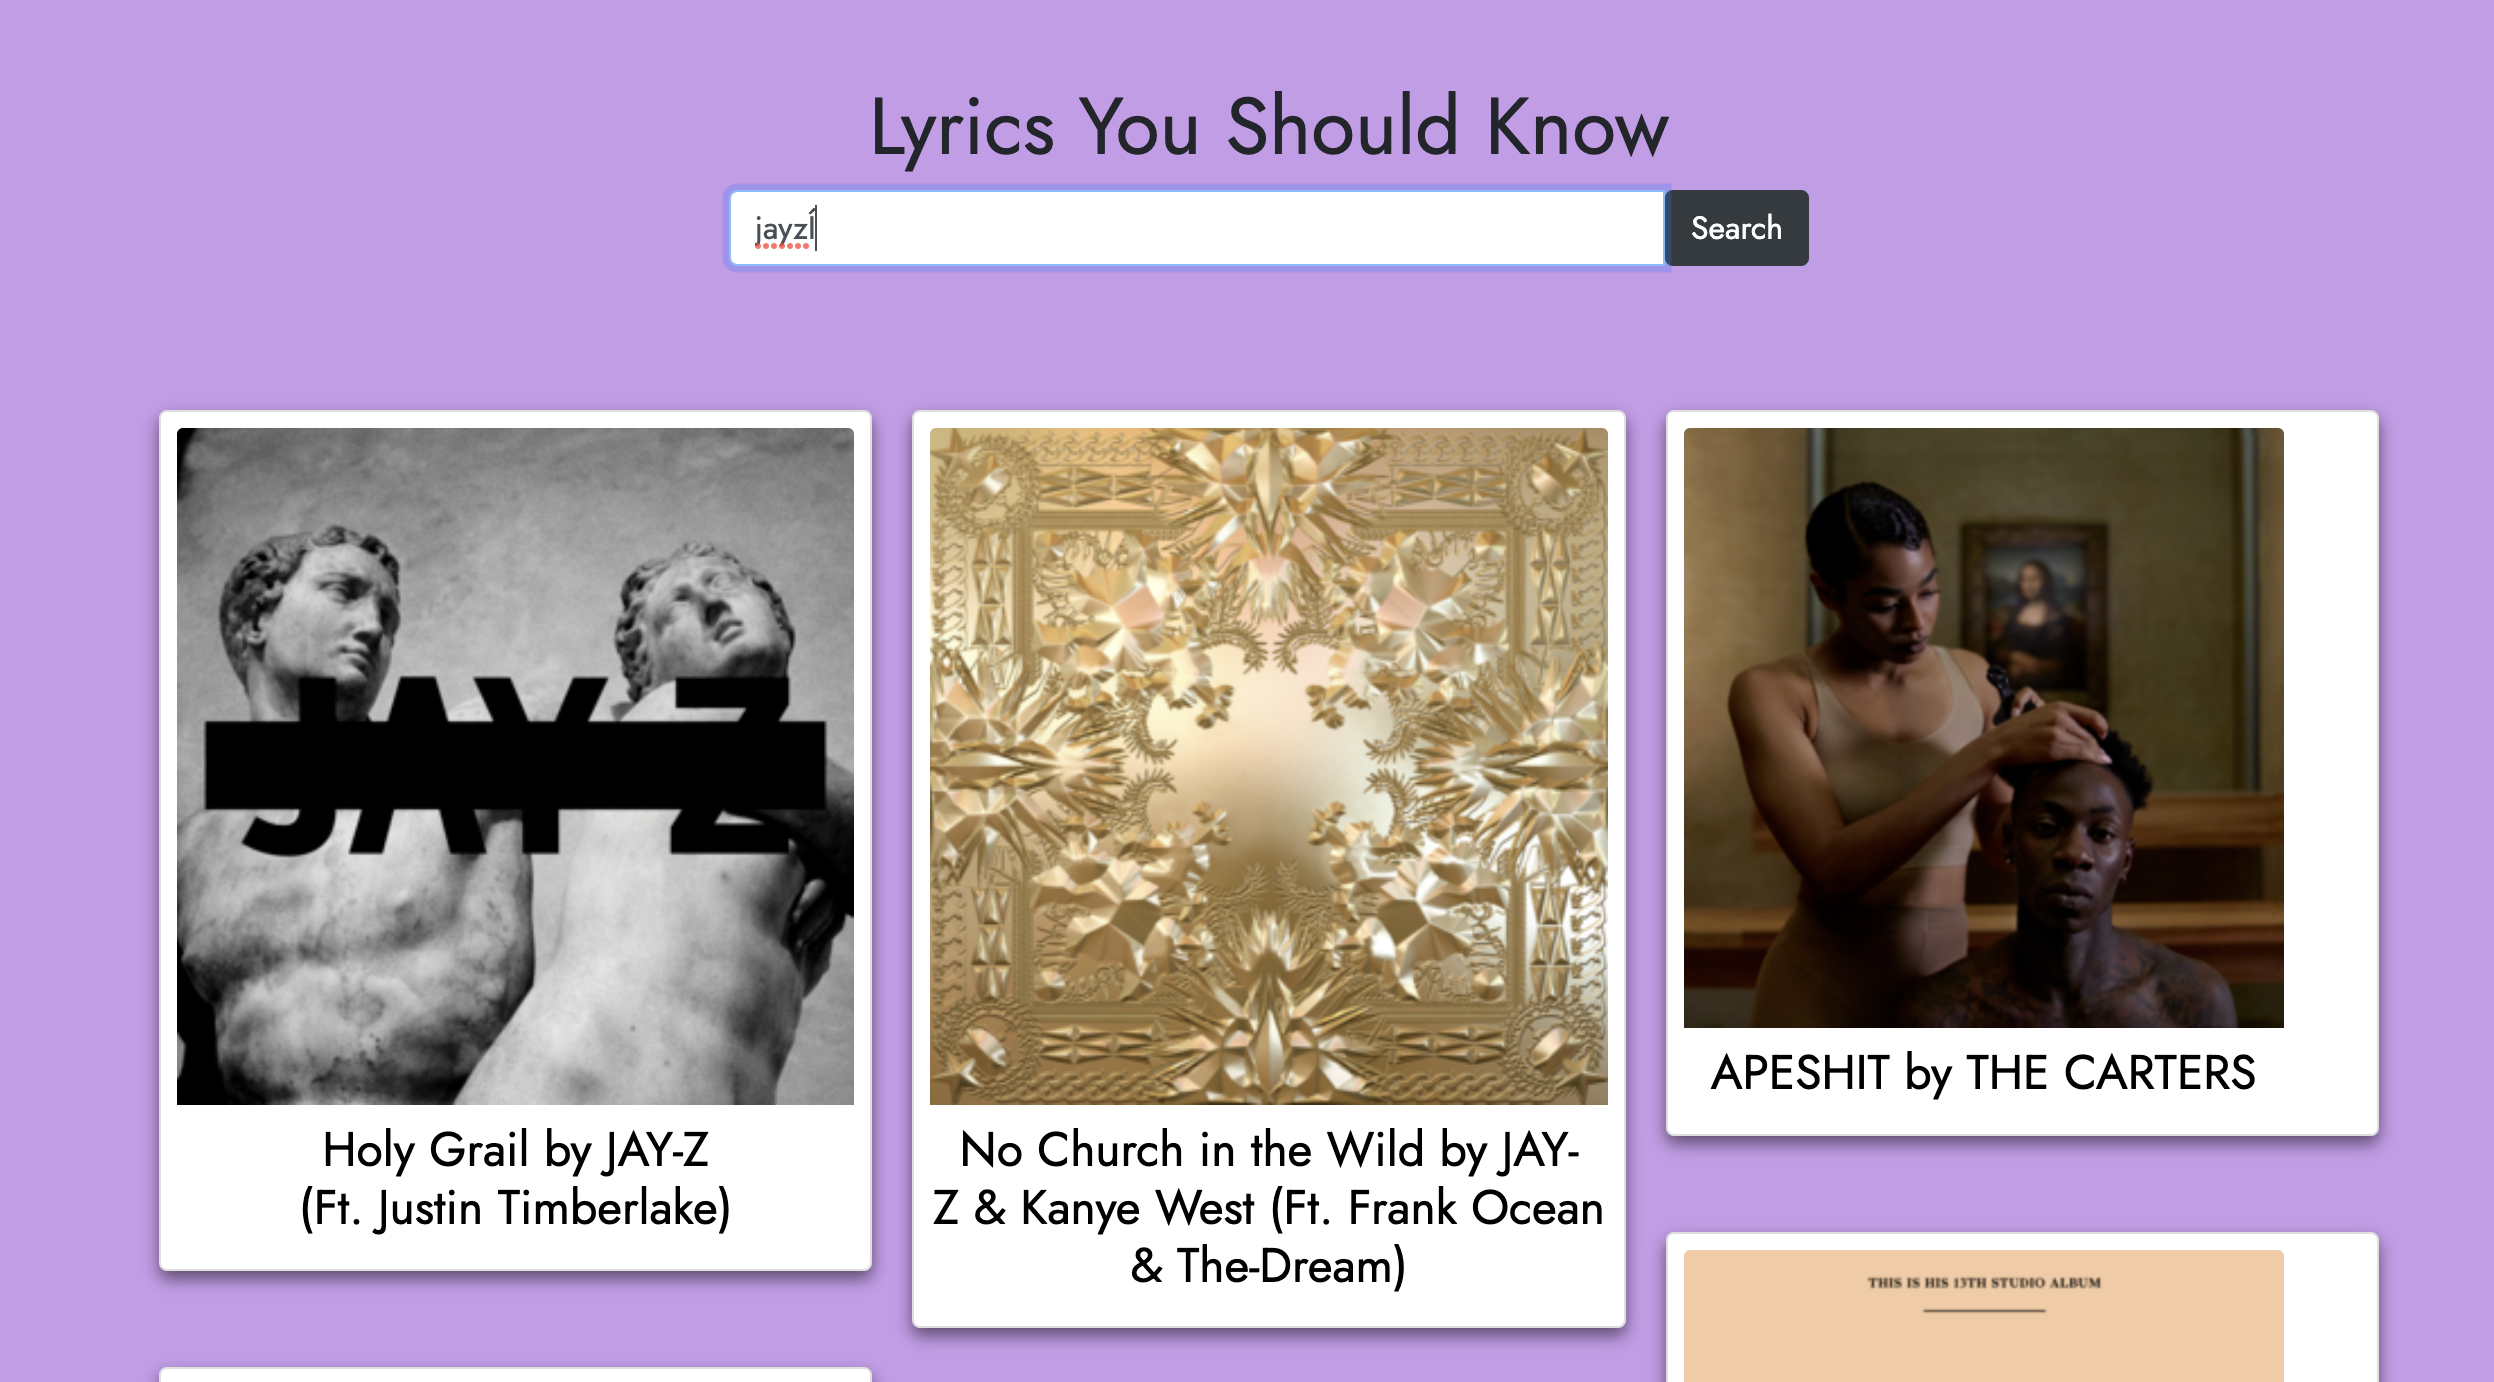 Lyrics You Should Know
jayz1
Search
JAY Z
Holy Grail by JAY-Z
(Ft. Justin Timberlake)
No Church in the Wild by JAY-
Z & Kanye West (Ft. Frank Ocean
& The-Dream)
APESHIT by THE CARTERS
THIS IS HIS 13TH STUDIO ALBUM